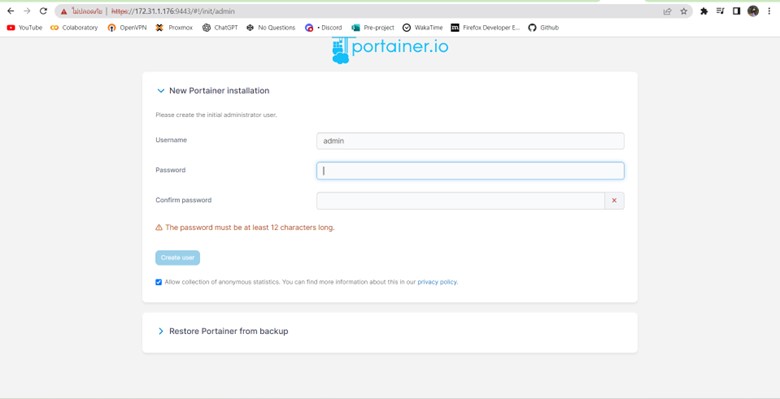 ไม่ปลอดภัย | https://172.31.1.176:9443/#!/init/admin
YouTube Colaboratory OpenVPN Proxmox ChatGPT No Questions • Discord Pre-project WakaTime Firefox Developer E... Github
portainer.io
New Portainer installation
Please create the initial administrator user.
Username admin
Password
Confirm password
The password must be at least 12 characters long.
Create user
Allow collection of anonymous statistics. You can find more information about this in our privacy policy.
Restore Portainer from backup